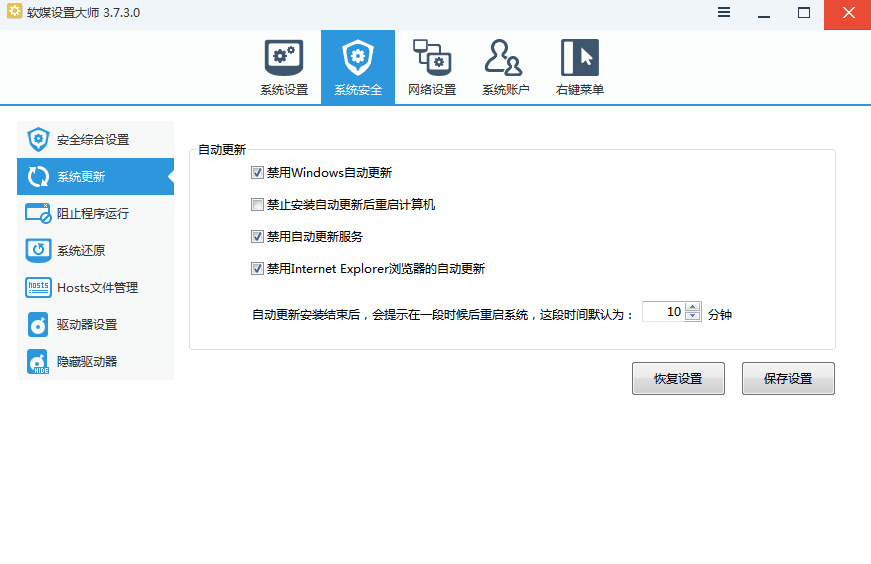 软媒设置大师 3.7.3.0
系统设置
系统安全
网络设置
系统账户
右键菜单
安全综合设置
系统更新
阻止程序运行
系统还原
hosts
Hosts文件管理
驱动器设置
HIDE
隐藏驱动器
自动更新
禁用Windows自动更新
禁止安装自动更新后重启计算机
禁用自动更新服务
禁用Internet Explorer浏览器的自动更新
自动更新安装结束后，会提示在一段时候后重启系统，这段时间默认为： 10 分钟
恢复设置
保存设置